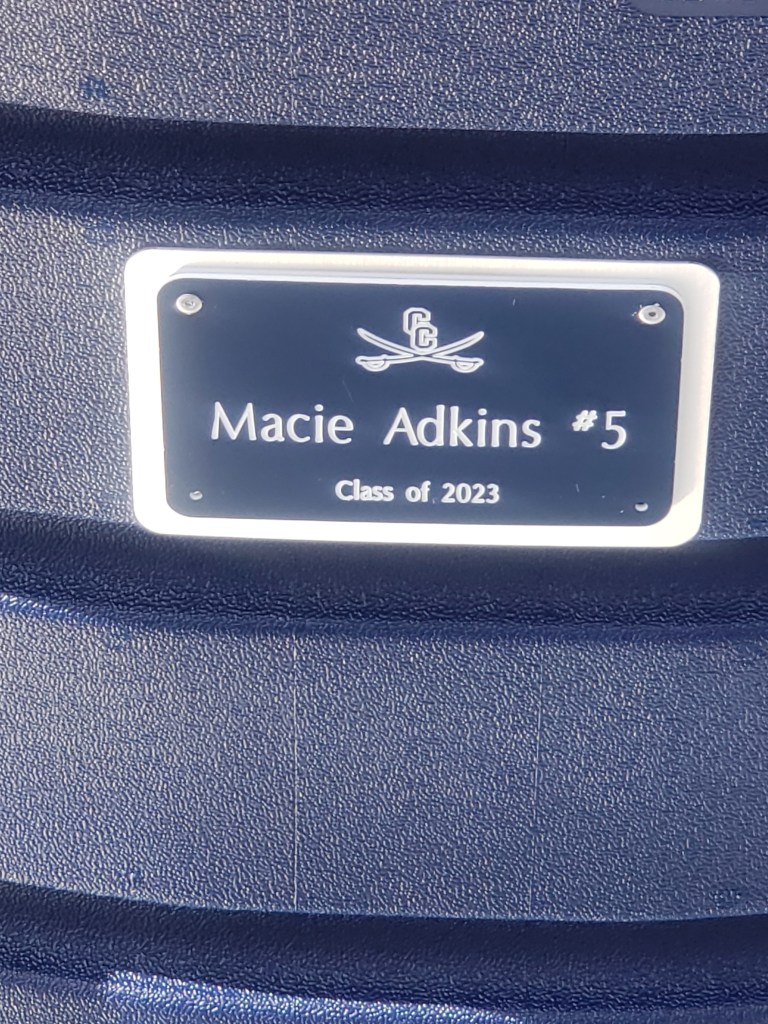 CC
Macie Adkins #5
Class of 2023